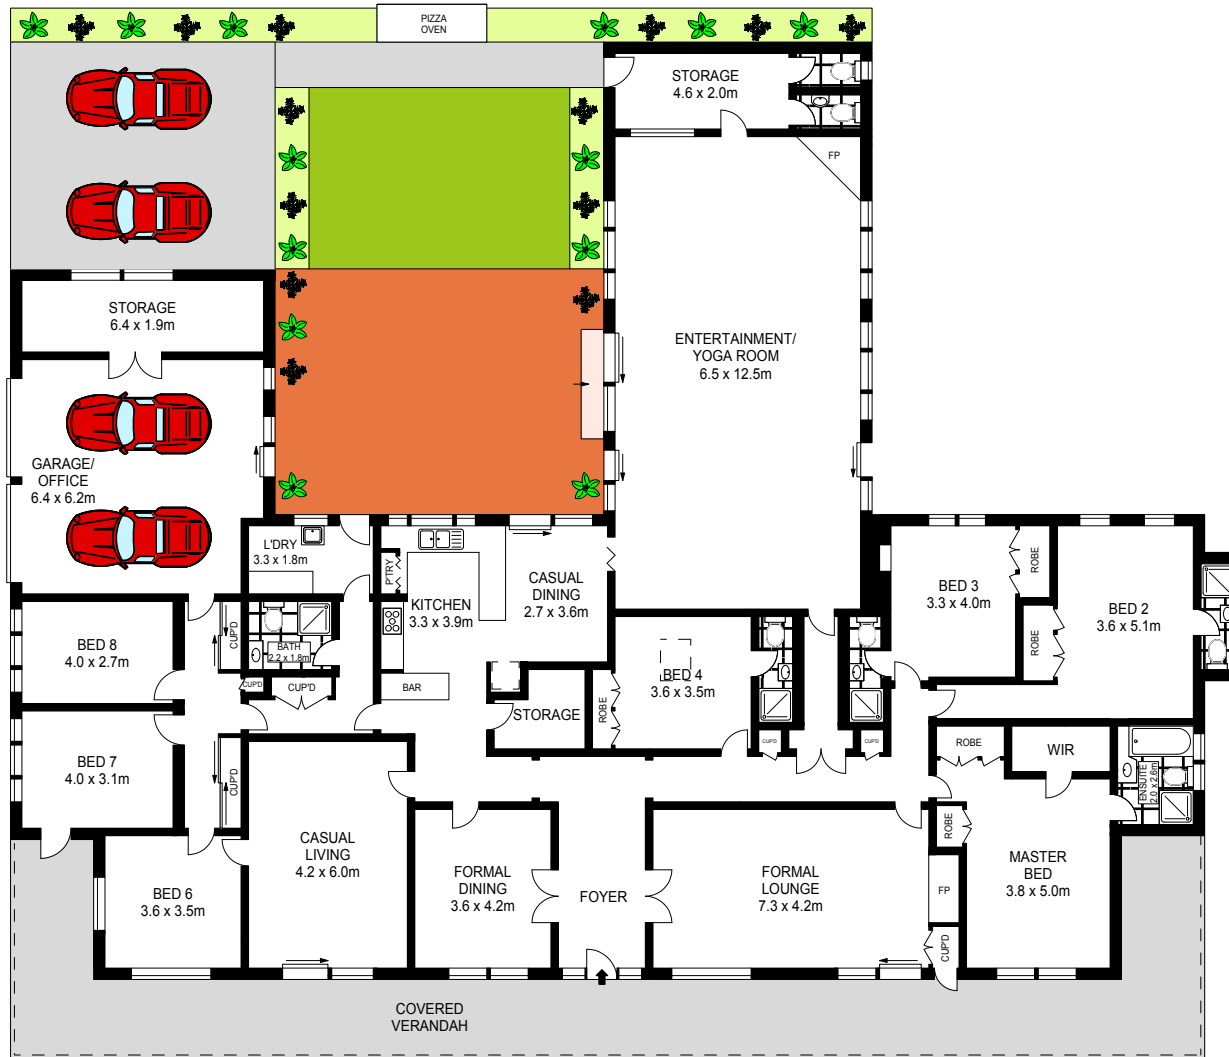 PIZZA
OVEN
STORAGE
4.6 x 2.0m
FP
STORAGE
6.4 x 1.9m
ENTERTAINMENT/
YOGA ROOM
6.5 x 12.5m
GARAGE/
OFFICE
6.4 x 6.2m
L'DRY
3.3 x 1.8m
P'TRY
KITCHEN
3.3 x 3.9m
CASUAL
DINING
2.7 x 3.6m
BED 3
3.3 x 4.0m
ROBE
ROBE
BED 2
3.6 x 5.1m
BED 8
4.0 x 2.7m
CUP'D
BATH
2.2 x 1.8m
CUP'D
CUP'D
BAR
STORAGE
ROBE
BED 4
3.6 x 3.5m
CUP'D
CUP'D
BED 7
4.0 x 3.1m
CUP'D
ROBE
WIR
ENSUITE
2.0 x 2.6m
ROBE
CASUAL
LIVING
4.2 x 6.0m
BED 6
3.6 x 3.5m
FORMAL
DINING
3.6 x 4.2m
FOYER
FORMAL
LOUNGE
7.3 x 4.2m
FP
MASTER
BED
3.8 x 5.0m
CUP'D
COVERED
VERANDAH